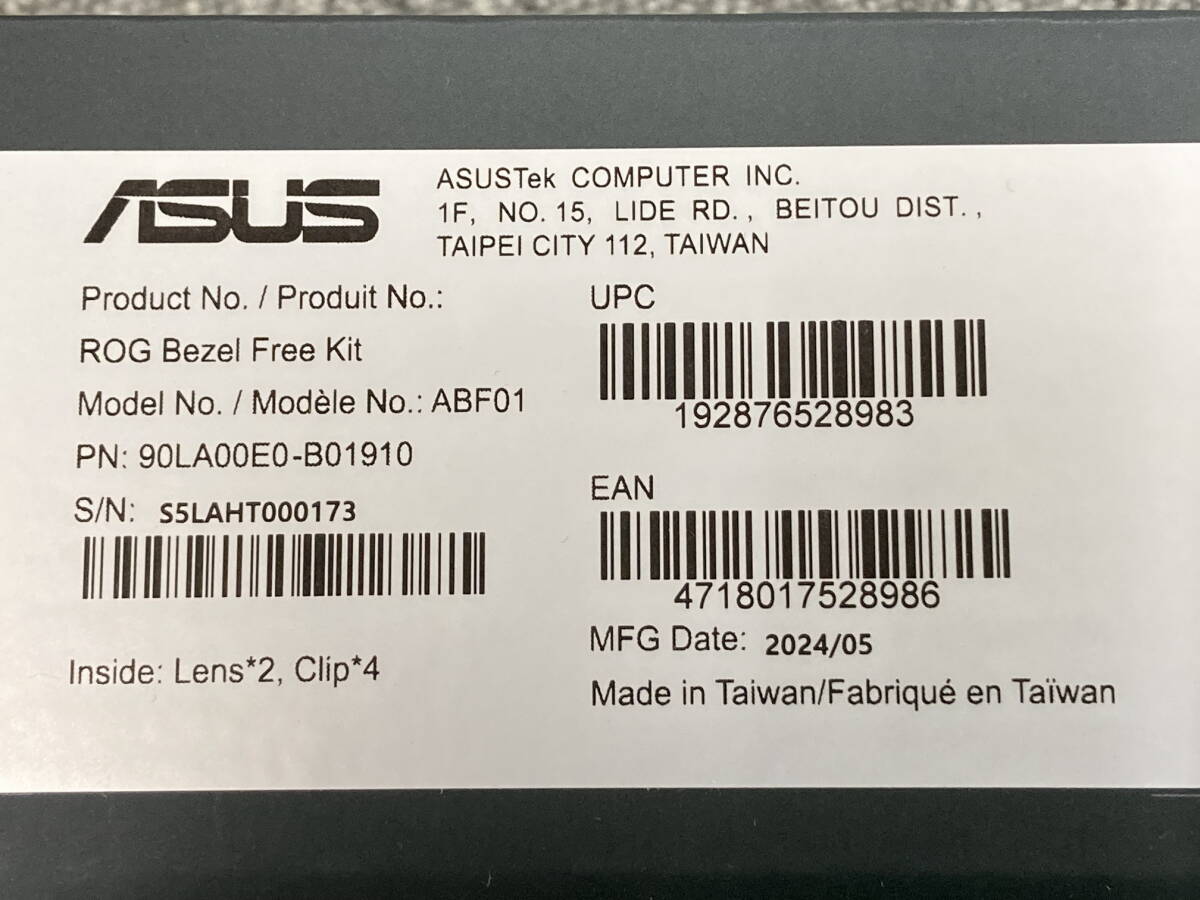 ASUS
ASUSTek COMPUTER INC.
1F, NO. 15, LIDE RD., BEITOU DIST.,
TAIPEI CITY 112, TAIWAN
Product No. / Produit No.:
ROG Bezel Free Kit
Model No. / Modèle No.: ABF01
PN: 90LA00E0-B01910
S/N: S5LAHT000173
Inside: Lens*2, Clip*4
UPC
192876528983
EAN
4718017528986
MFG Date: 2024/05
Made in Taiwan/Fabriqué en Taïwan